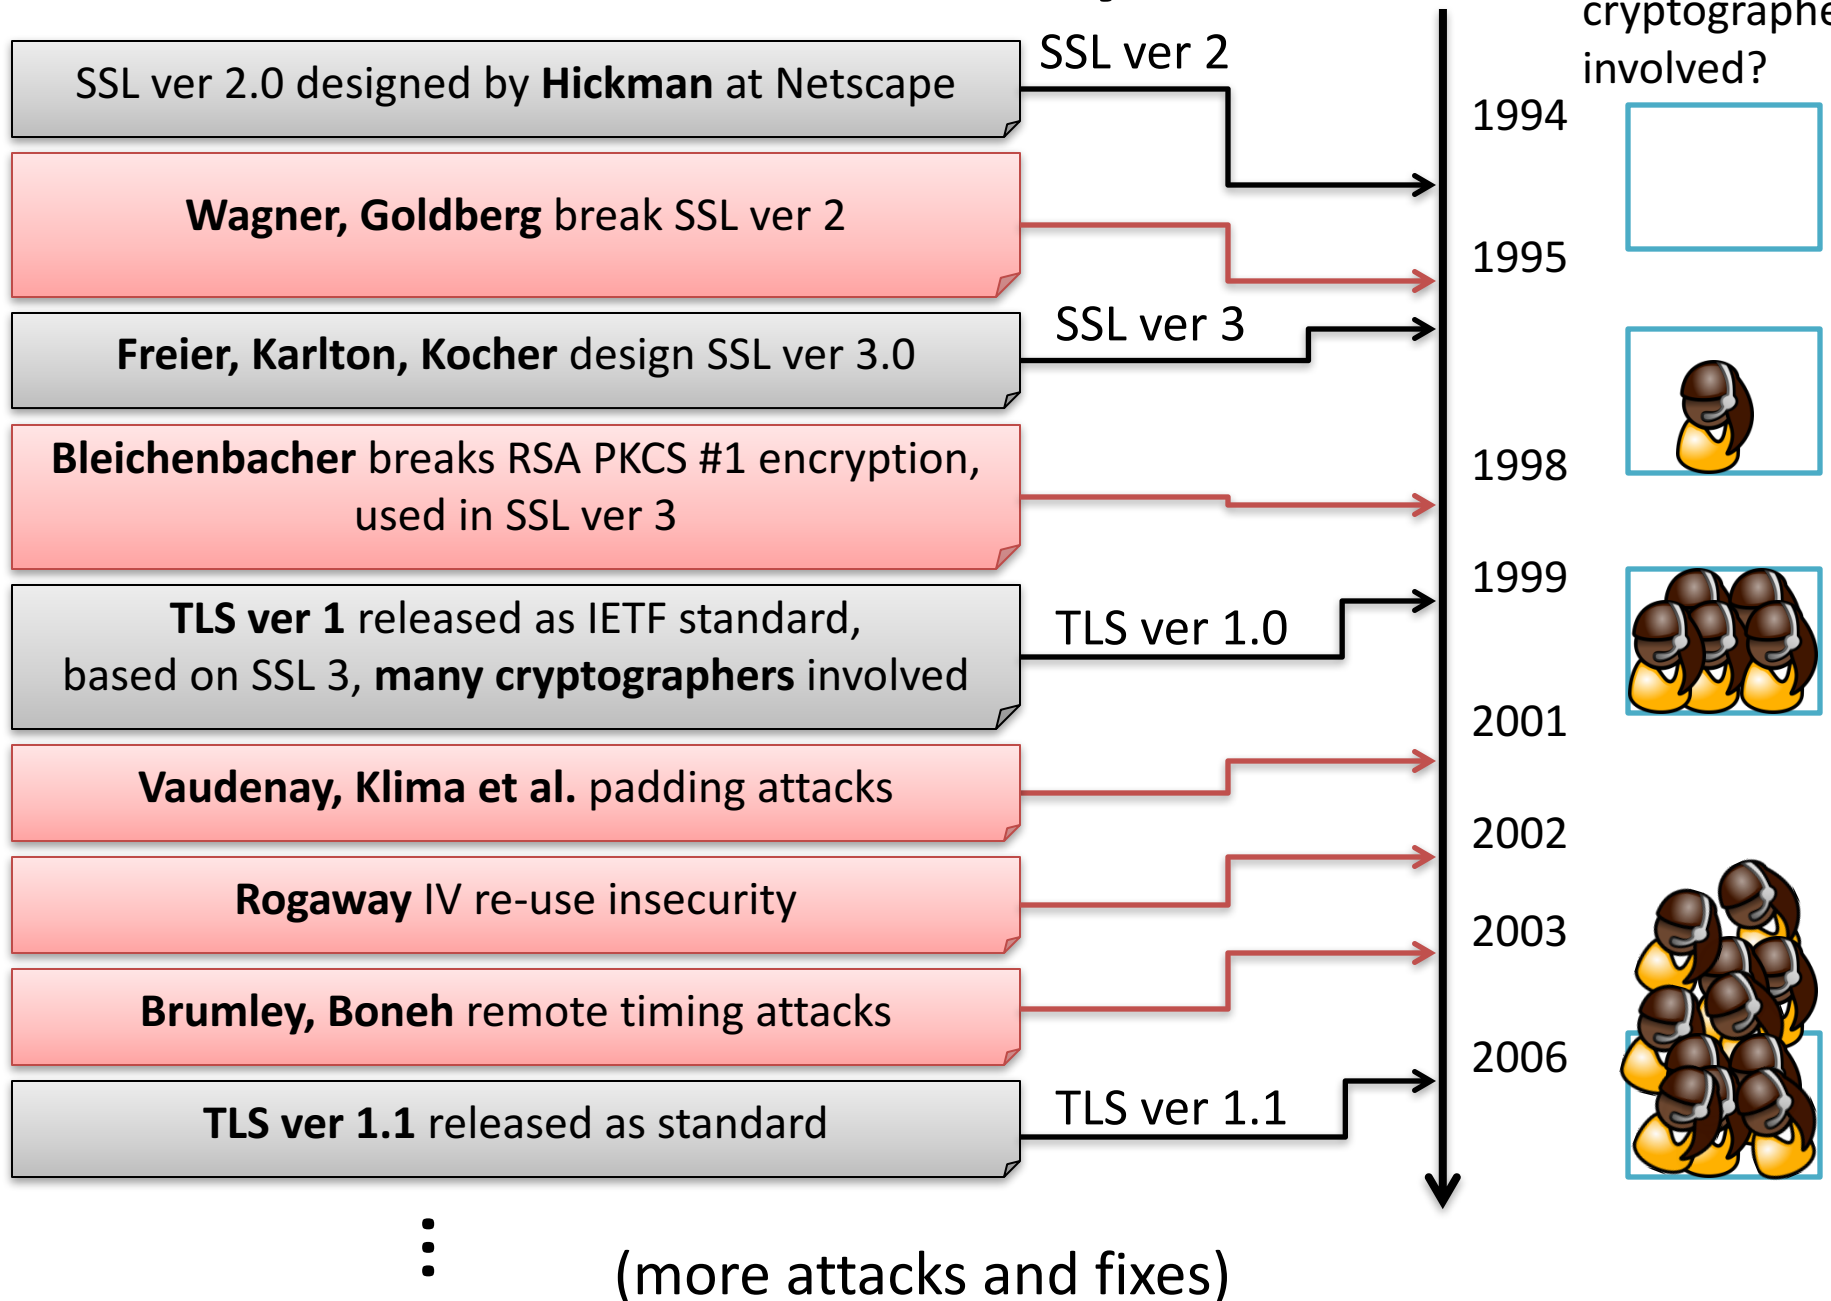 cryptographe
involved?
SSL ver 2.0 designed by Hickman at Netscape
SSL ver 2
1994
Wagner, Goldberg break SSL ver 2
1995
Freier, Karlton, Kocher design SSL ver 3.0
SSL ver 3
Bleichenbacher breaks RSA PKCS #1 encryption,
used in SSL ver 3
1998
1999
TLS ver 1 released as IETF standard,
based on SSL 3, many cryptographers involved
TLS ver 1.0
2001
Vaudenay, Klima et al. padding attacks
2002
Rogaway IV re-use insecurity
2003
Brumley, Boneh remote timing attacks
2006
TLS ver 1.1 released as standard
TLS ver 1.1
(more attacks and fixes)